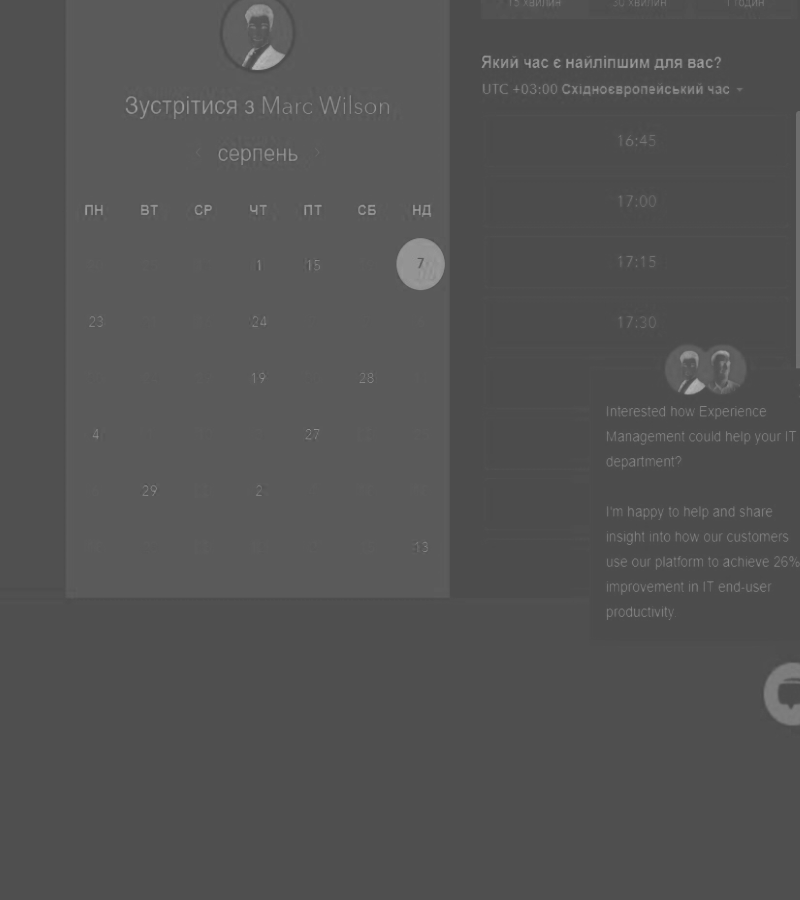 15 хвилин 30 хвилин 1 годин
Який час є найліпшим для вас?
UTC +03:00 Східноєвропейський час
Зустрітися з Marc Wilson
серпень
ПН ВТ СР ЧТ ПТ СБ НД
1 15 7
23 24
19 28
4 27
29 2
13
16:45
17:00
17:15
17:30
Interested how Experience
Management could help your IT
department?
I'm happy to help and share
insight into how our customers
use our platform to achieve 26%
improvement in IT end-user
productivity.